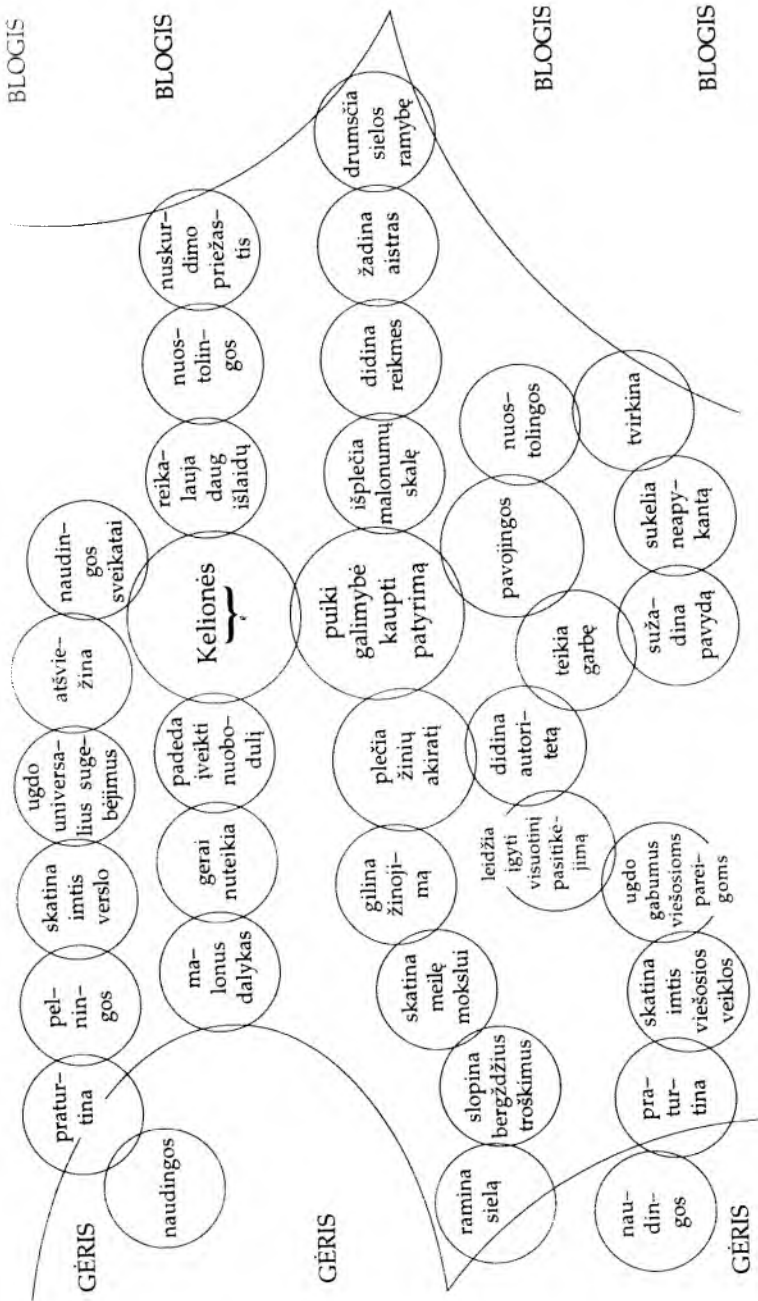 GĖRIS
GĖRIS
GĖRIS
naudingos
pratur–
tina
pel–
nin–
gos
skatina
imtis
verslo
ugdo
universa–
lius suge–
bėjimus
atšvie–
žina
naudin–
gos
sveikatai
BLOGIS
ma–
lonus
dalykas
gerai
nuteikia
padeda
įveikti
nuobo–
dulį
Kelionės
reika–
lauja
daug
išlaidų
nuos–
tolin–
gos
nuskur–
dimo
priežas–
tis
BLOGIS
ramina
sielą
slopina
bergždžius
troškimus
skatina
meilę
mokslui
gilina
žinoji–
mą
plečia
žinių
akiratį
puiki
galimybė
kaupti
patyrimą
išplečia
malonumų
skalę
didina
reikmes
žadina
aistras
drumsčia
sielos
ramybę
nau–
din–
gos
pra–
tur–
tina
skatina
imtis
viešosios
veiklos
ugdo
gabumus
viešosioms
parei–
goms
leidžia
igyti
visuotinį
pasitikė–
jimą
didina
autori–
tetą
teikia
garbę
pavojingos
nuos–
tolingos
BLOGIS
suža–
dina
pavydą
sukelia
neapy–
kantą
tvirkina
BLOGIS